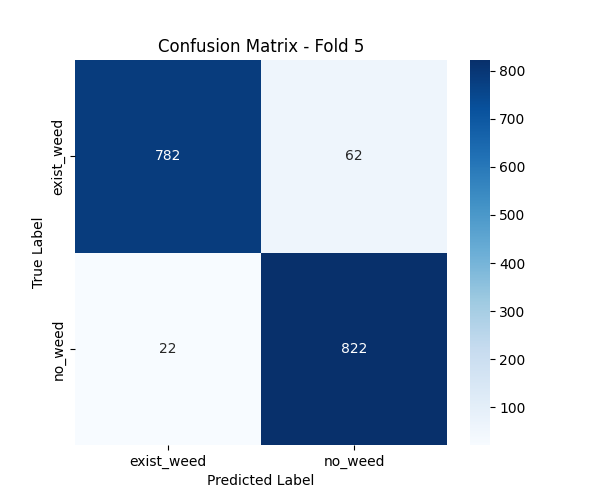 Confusion Matrix - Fold 5
True Label
exist_weed
no_weed
782
62
22
822
exist_weed
no_weed
Predicted Label
800
700
600
500
400
300
200
100